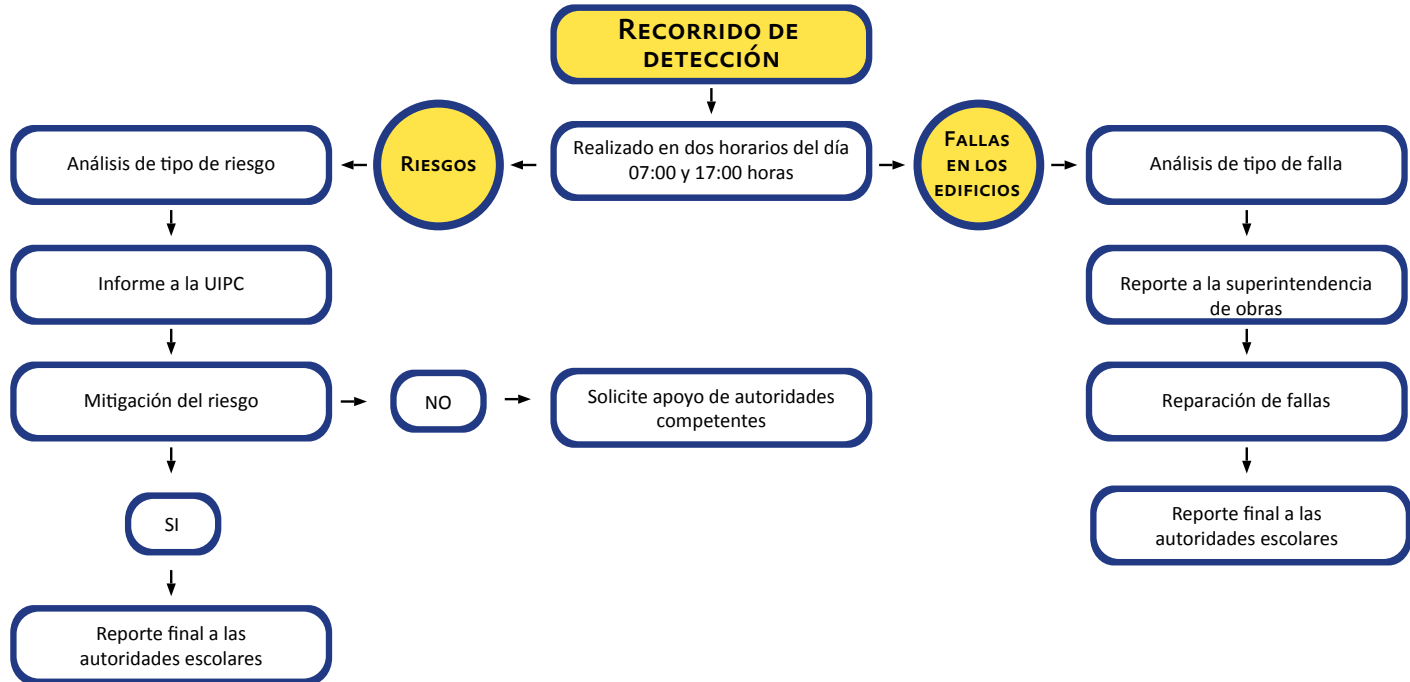 RECORRIDO DE
DETECCIÓN
Realizado en dos horarios del día
07:00 y 17:00 horas
RIESGOS
Análisis de tipo de riesgo
Informe a la UIPC
Mitigación del riesgo
NO
Solicite apoyo de autoridades
competentes
SI
Reporte final a las
autoridades escolares
FALLAS
EN LOS
EDIFICIOS
Análisis de tipo de falla
Reporte a la superintendencia
de obras
Reparación de fallas
Reporte final a las
autoridades escolares